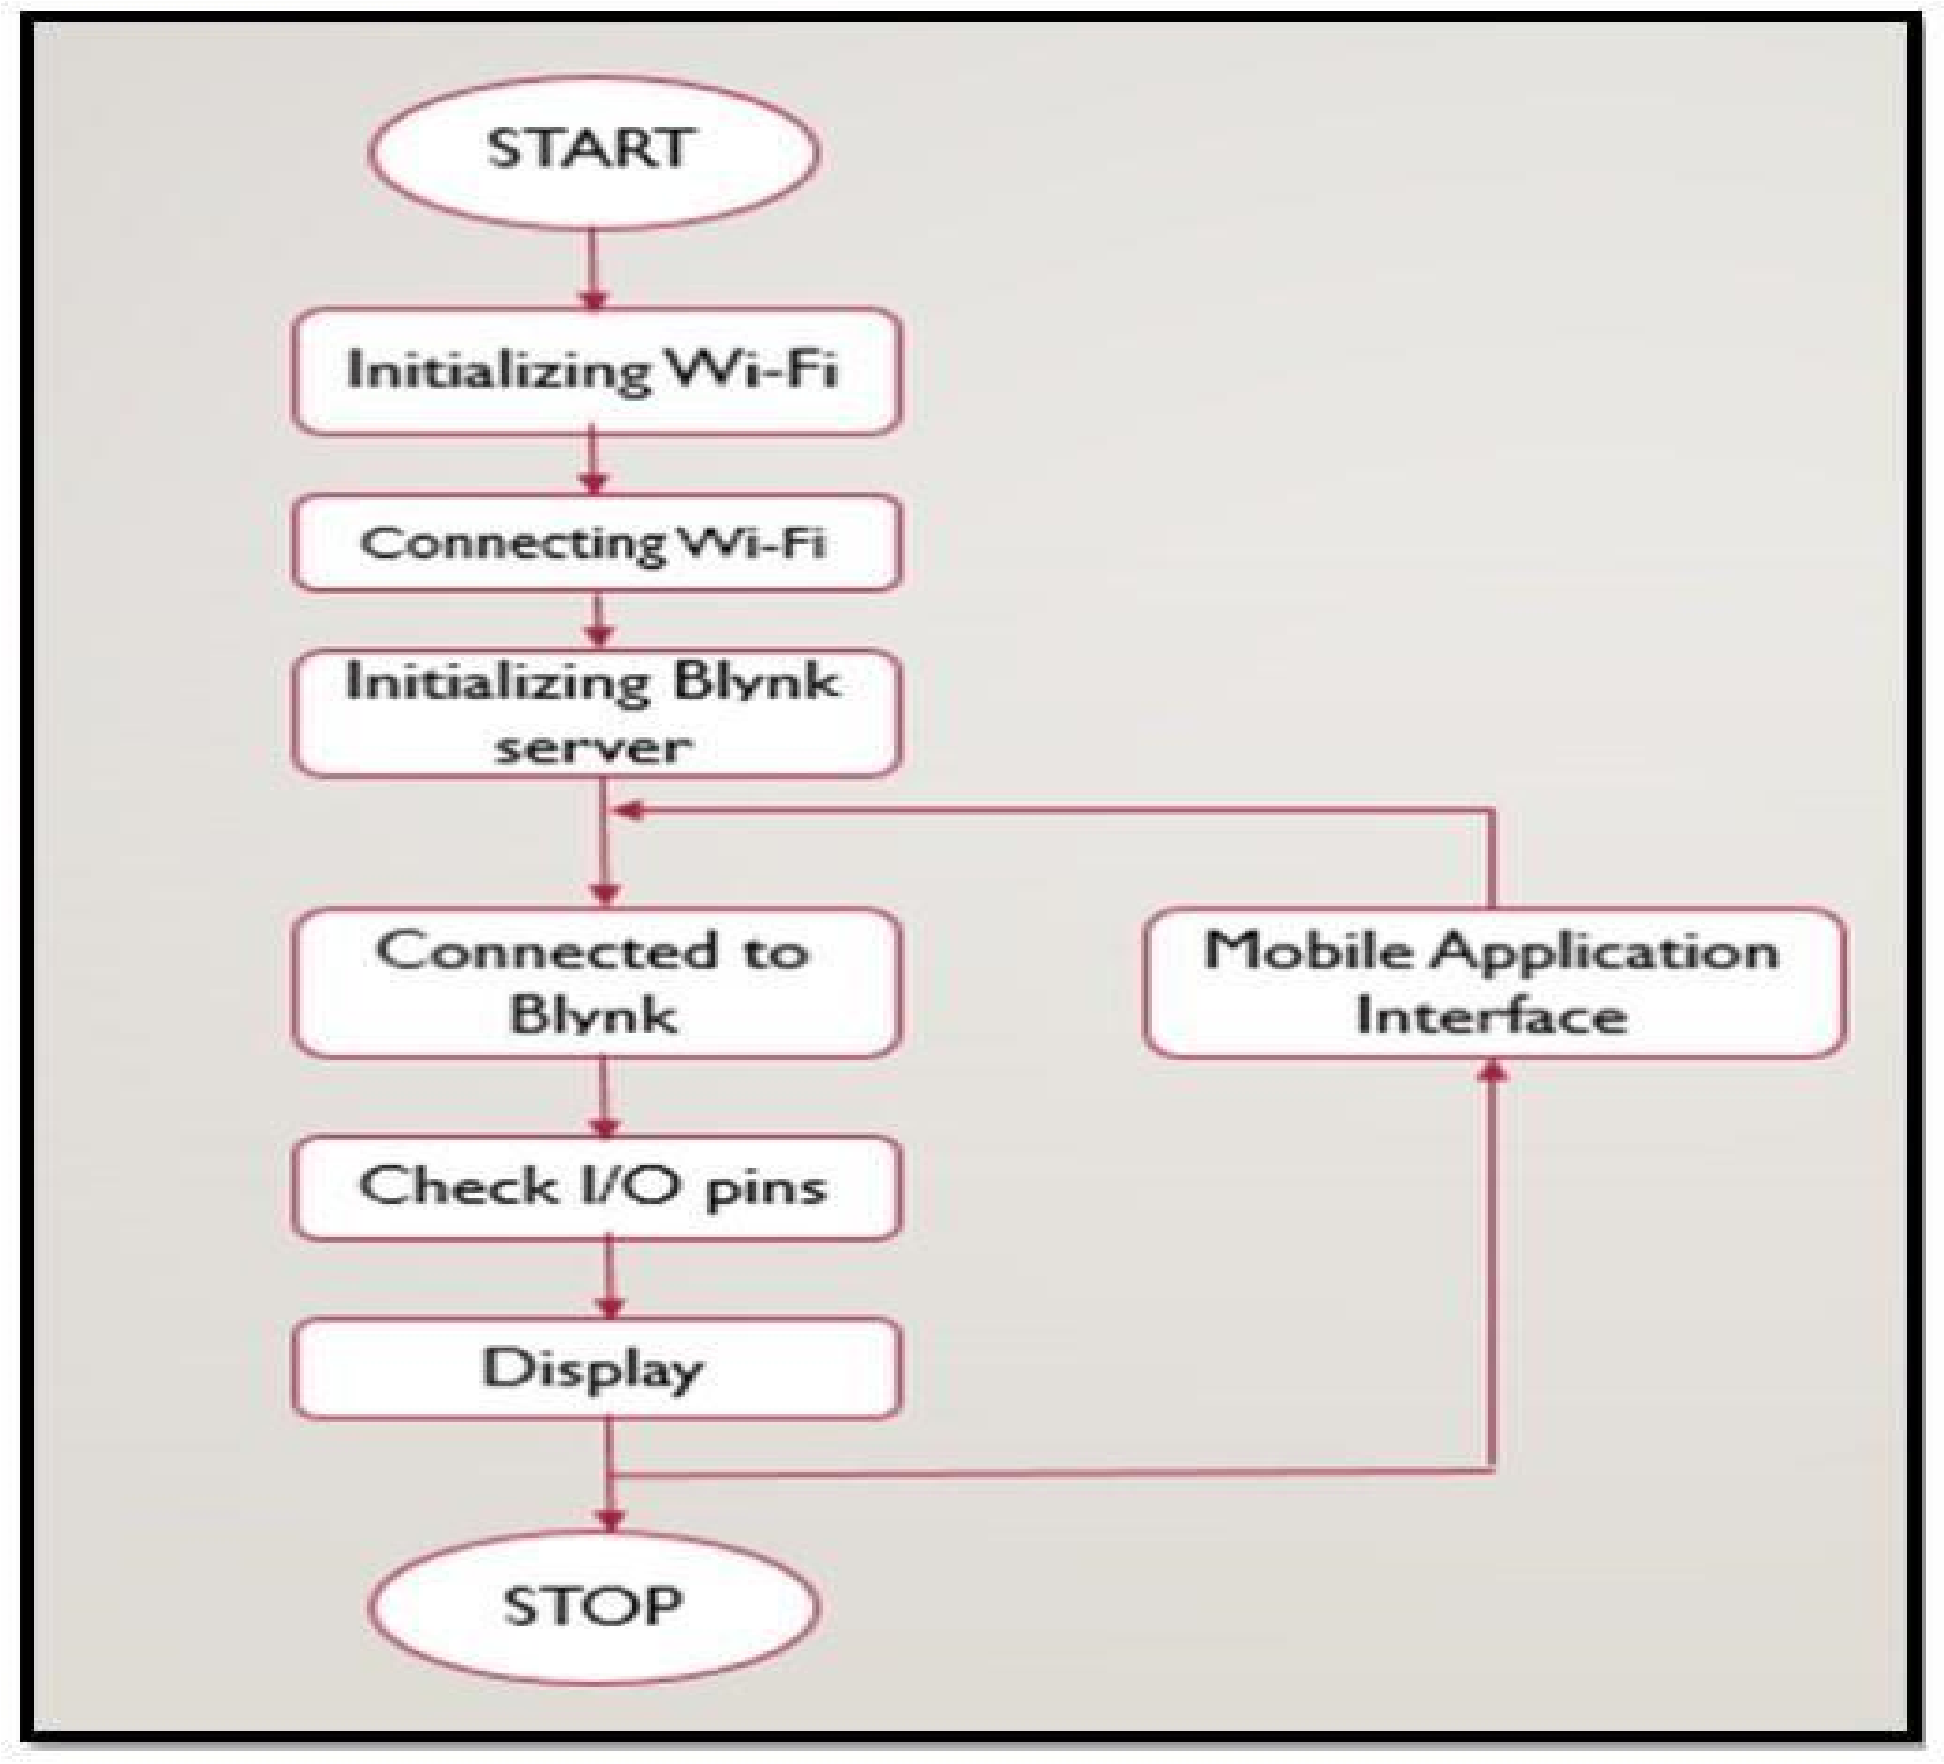 START
Initializing Wi-Fi
Connecting Wi-Fi
Initializing Blynk
server
Connected to
Blynk
Mobile Application
Interface
Check I/O pins
Display
STOP